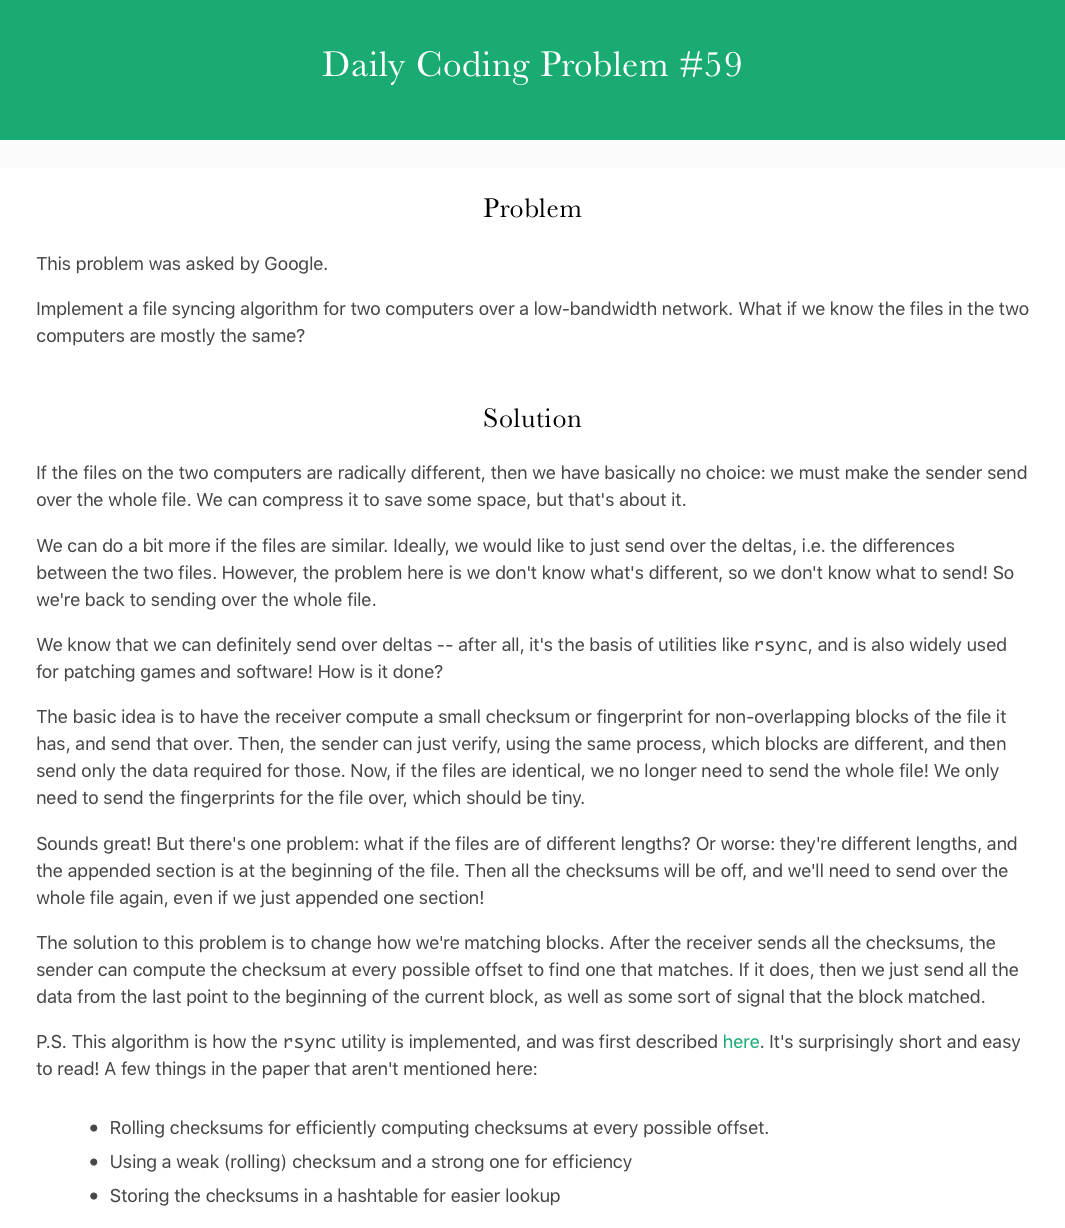 Daily Coding Problem #59
Problem
This problem was asked by Google.
Implement a file syncing algorithm for two computers over a low-bandwidth network. What if we know the files in the two
computers are mostly the same?
Solution
If the files on the two computers are radically different, then we have basically no choice: we must make the sender send
over the whole file. We can compress it to save some space, but that's about it.
We can do a bit more if the files are similar. Ideally, we would like to just send over the deltas, i.e. the differences
between the two files. However, the problem here is we don't know what's different, so we don't know what to send! So
we're back to sending over the whole file.
We know that we can definitely send over deltas -- after all, it's the basis of utilities like rsync, and is also widely used
for patching games and software! How is it done?
The basic idea is to have the receiver compute a small checksum or fingerprint for non-overlapping blocks of the file it
has, and send that over. Then, the sender can just verify, using the same process, which blocks are different, and then
send only the data required for those. Now, if the files are identical, we no longer need to send the whole file! We only
need to send the fingerprints for the file over, which should be tiny.
Sounds great! But there's one problem: what if the files are of different lengths? Or worse: they're different lengths, and
the appended section is at the beginning of the file. Then all the checksums will be off, and we'll need to send over the
whole file again, even if we just appended one section!
The solution to this problem is to change how we're matching blocks. After the receiver sends all the checksums, the
sender can compute the checksum at every possible offset to find one that matches. If it does, then we just send all the
data from the last point to the beginning of the current block, as well as some sort of signal that the block matched.
P.S. This algorithm is how the rsync utility is implemented, and was first described here. It's surprisingly short and easy
to read! A few things in the paper that aren't mentioned here:
• Rolling checksums for efficiently computing checksums at every possible offset.
• Using a weak (rolling) checksum and a strong one for efficiency
• Storing the checksums in a hashtable for easier lookup